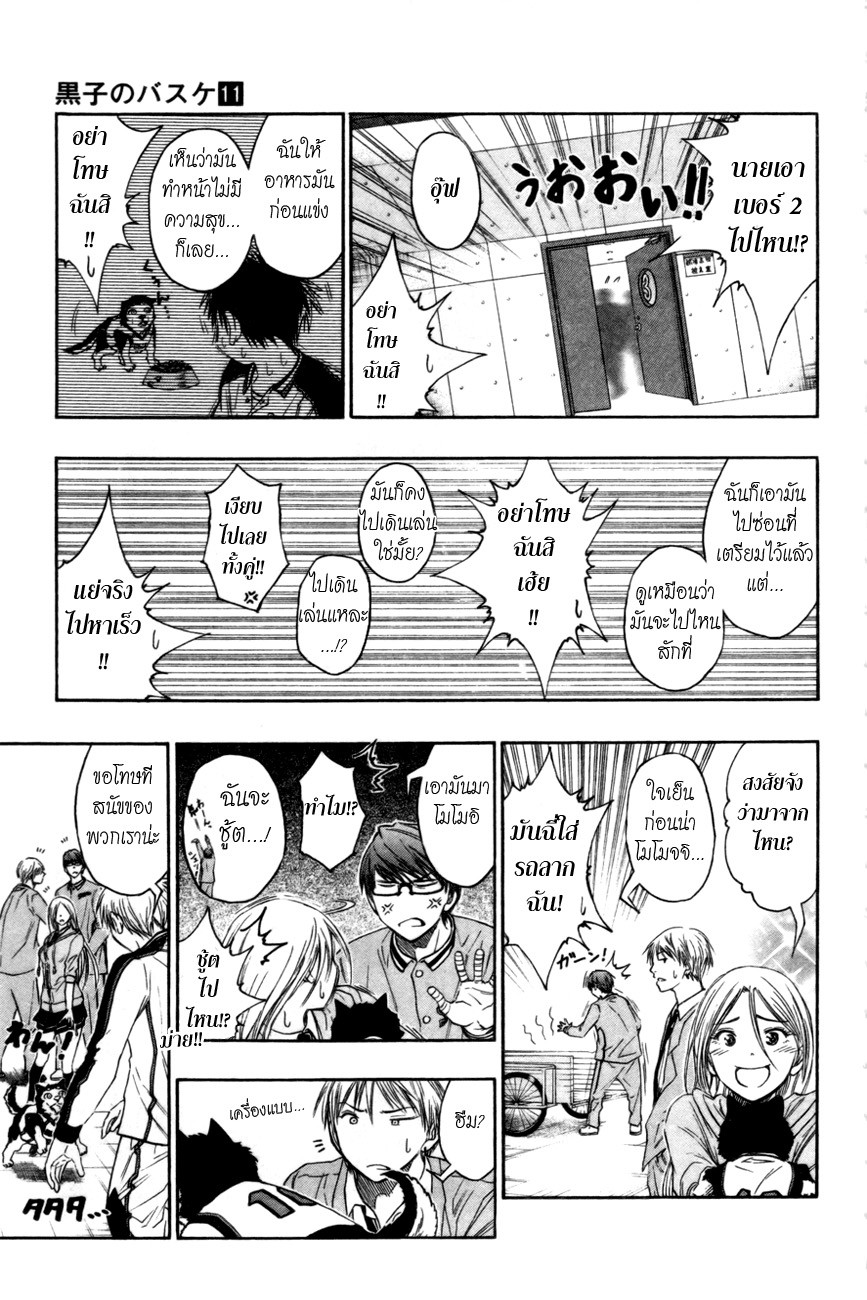 黒子のバスケ11
นายเอา
เบอร์ 2
ไปไหน!?
うおおい!!
อุ๊ฟ
อย่า
โทษ
ฉันสิ
!!
3
ฉันให้
อาหารมัน
ก่อนแข่ง
เห็นว่ามัน
ทำหน้าไม่มี
ความสุข...
ก็เลย...
อย่า
โทษ
ฉันสิ
!!
ฉันก็เอามัน
ไปซ่อนที่
เตรียมไว้แล้ว
แต่...
ดูเหมือนว่า
มันจะไปไหน
สักที่
อย่าโทษ
ฉันสิ
เฮ้ย
!!
มันก็คง
ไปเดินเล่น
ใช่มั้ย?
ไปเดิน
เล่นแหละ
...!?
เงียบ
ไปเลย
ทั้งคู่!!
แย่จริง
ไปหาเร็ว
!!
สงสัยจัง
ว่ามาจาก
ไหน?
ใจเย็น
ก่อนน่า
โมโมจจิ...
มันฉี่ใส่
รถลาก
ฉัน!
ガーン!
เอามันมา
โมโมอิ
ทำไม!?
ฉันจะ
ชู้ต...!
ชู้ต
ไป
ไหน!?
ม่าย!!
ฮึม?
เครื่องแบบ...
1
ขอโทษที
สนัขของ
พวกเราน่ะ
わん!
タタタ...